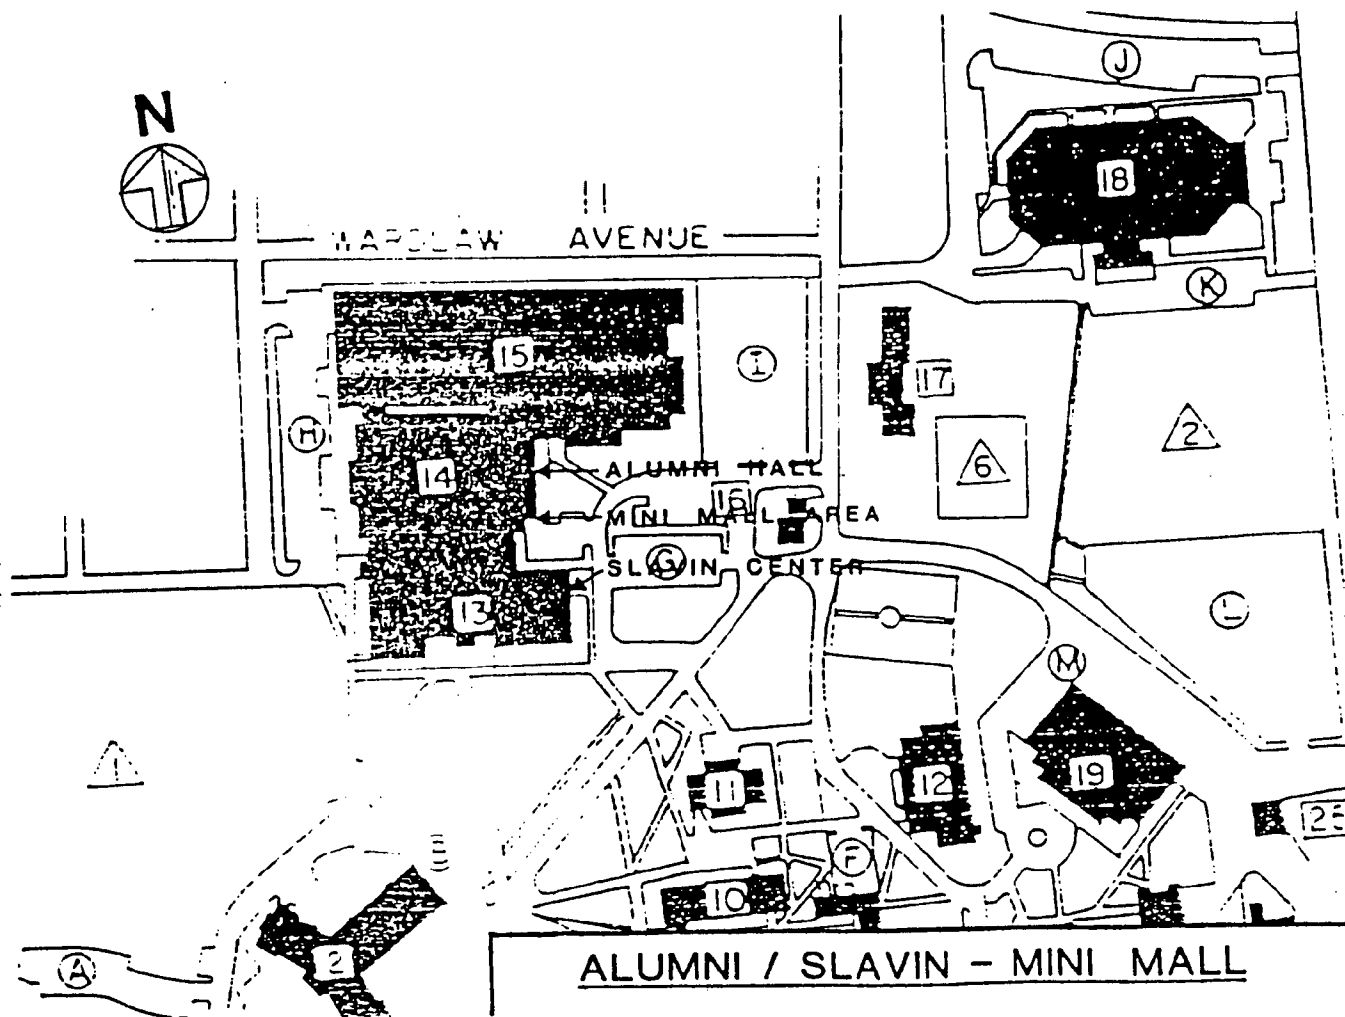 N
J
18
WARDLAW AVENUE
K
15
I
17
2
H
6
14
ALUMNI HALL
16
MINI MALL AREA
G
SLAVIN CENTER
13
L
M
1
11
12
19
F
10
2
A
ALUMNI / SLAVIN – MINI MALL